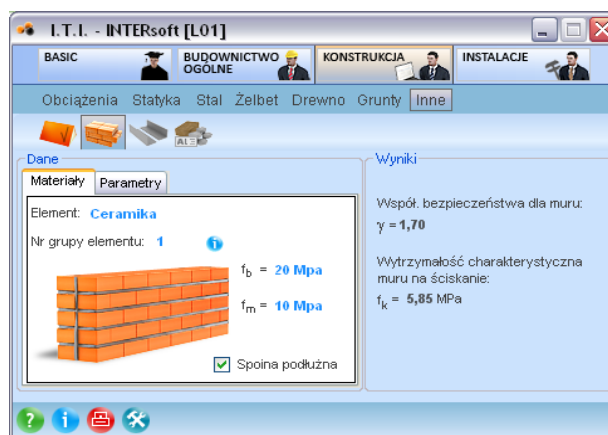 I.T.I. - INTERsoft [L01]
BASIC
BUDOWNICTWO
OGÓLNE
KONSTRUKCJA
INSTALACJE
Obciążenia Statyka Stal Żelbet Drewno Grunty Inne
Dane
Materiały Parametry
Element: Ceramika
Nr grupy elementu: 1
fb = 20 Mpa
fm = 10 Mpa
Spoina podłużna
Wyniki
Współ. bezpieczeństwa dla muru:
γ = 1,70
Wytrzymałość charakterystyczna
muru na ściskanie:
fk = 5,85 MPa